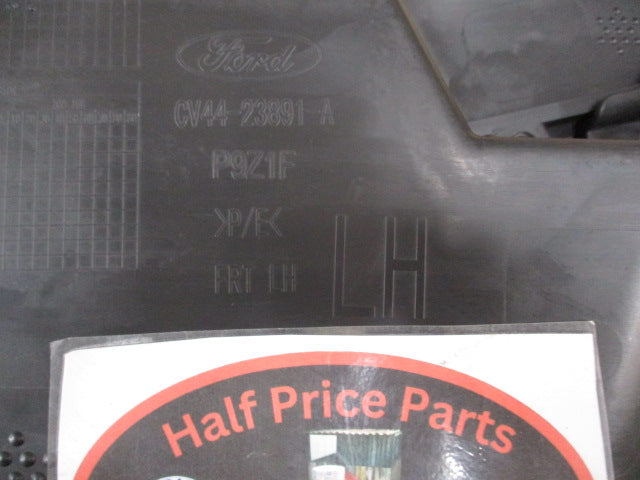 Ford
CV44-23891-A
P9Z1F
>P/E<
FRT LH
LH
Half Price Parts